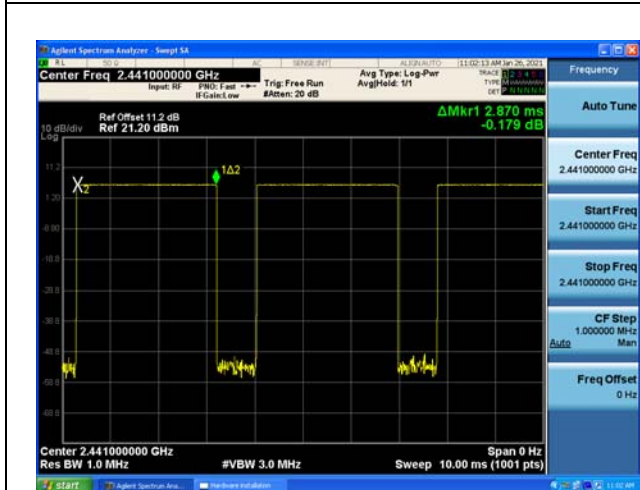 Agilent Spectrum Analyzer - Swept SA
RL 50 Ω AC SENSE:INT ALIGNAUTO 11:02:13 AM Jan 26, 2021
Center Freq 2.441000000 GHz
Input: RF PNO: Fast Trig: Free Run
IFGain:Low #Atten: 20 dB
Avg Type: Log-Pwr
Avg|Hold: 1/1
TRACE 1 2 3 4 5 6
TYPE
DET P N N N N N
Frequency
Ref Offset 11.2 dB
10 dB/div Ref 21.20 dBm
Log
ΔMkr1 2.870 ms
-0.179 dB
Auto Tune
11.2
1Δ2
X2
1.20
-8.80
-18.8
-28.8
-38.8
-48.8
-58.8
-68.8
Center Freq
2.441000000 GHz
Start Freq
2.441000000 GHz
Stop Freq
2.441000000 GHz
CF Step
1.000000 MHz
Auto Man
Freq Offset
0 Hz
Center 2.441000000 GHz Span 0 Hz
Res BW 1.0 MHz #VBW 3.0 MHz Sweep 10.00 ms (1001 pts)
start Agilent Spectrum Ana... Hardware Installation 11:02 AM